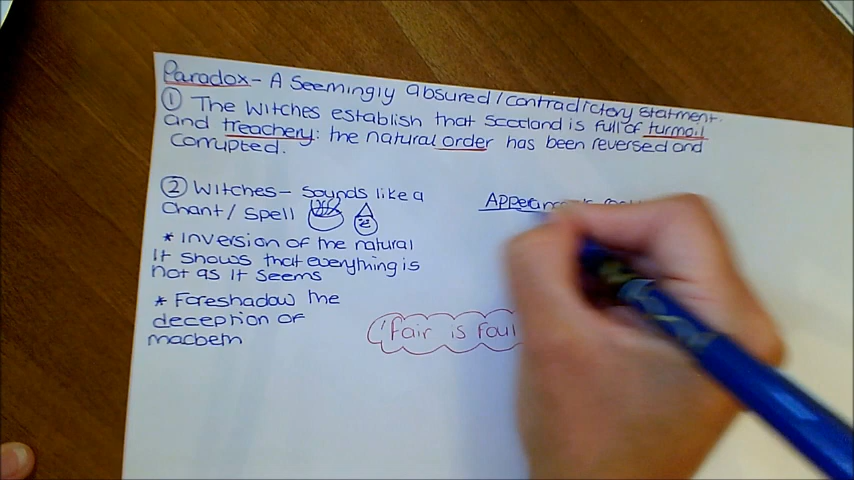 Paradox - A Seemingly absured/contradictory statment.
① The Witches establish that Scotland is full of turmoil
and treachery: the natural order has been reversed and
corrupted.
② Witches - sounds like a
chant/spell
* Inversion of the natural
It shows that everything is
not as it seems
* Foreshadow the
deception of
macbeth
Appearance
'Fair is foul